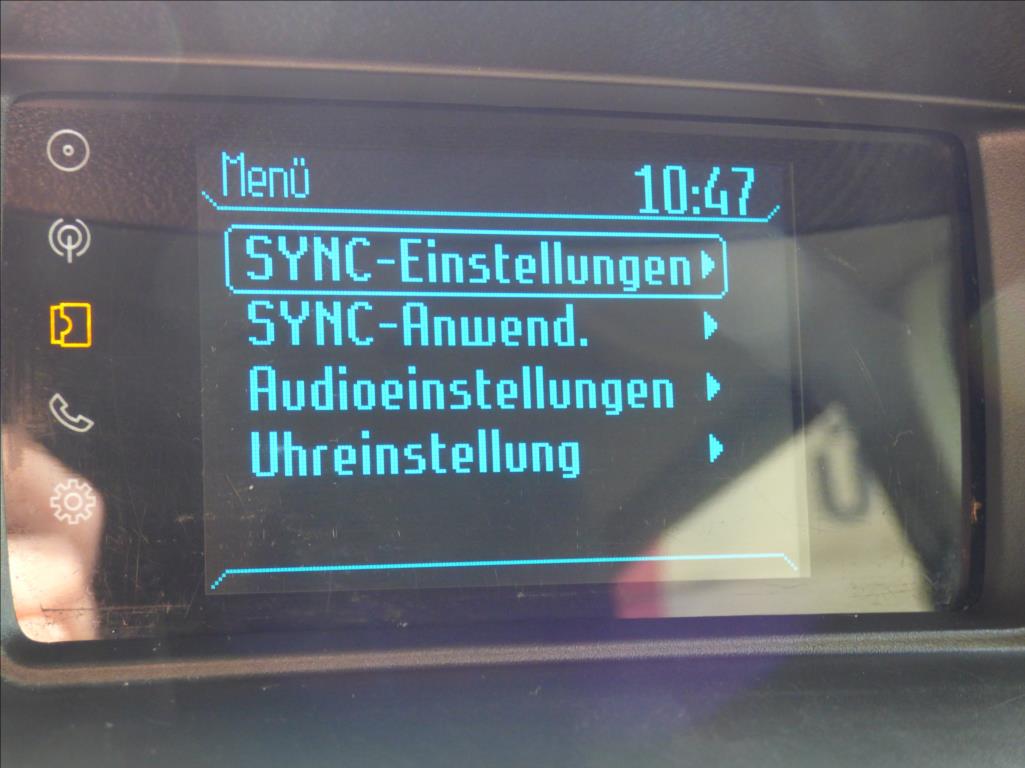 Menü 10:47
SYNC-Einstellungen
SYNC-Anwend.
Audioeinstellungen
Uhreinstellung